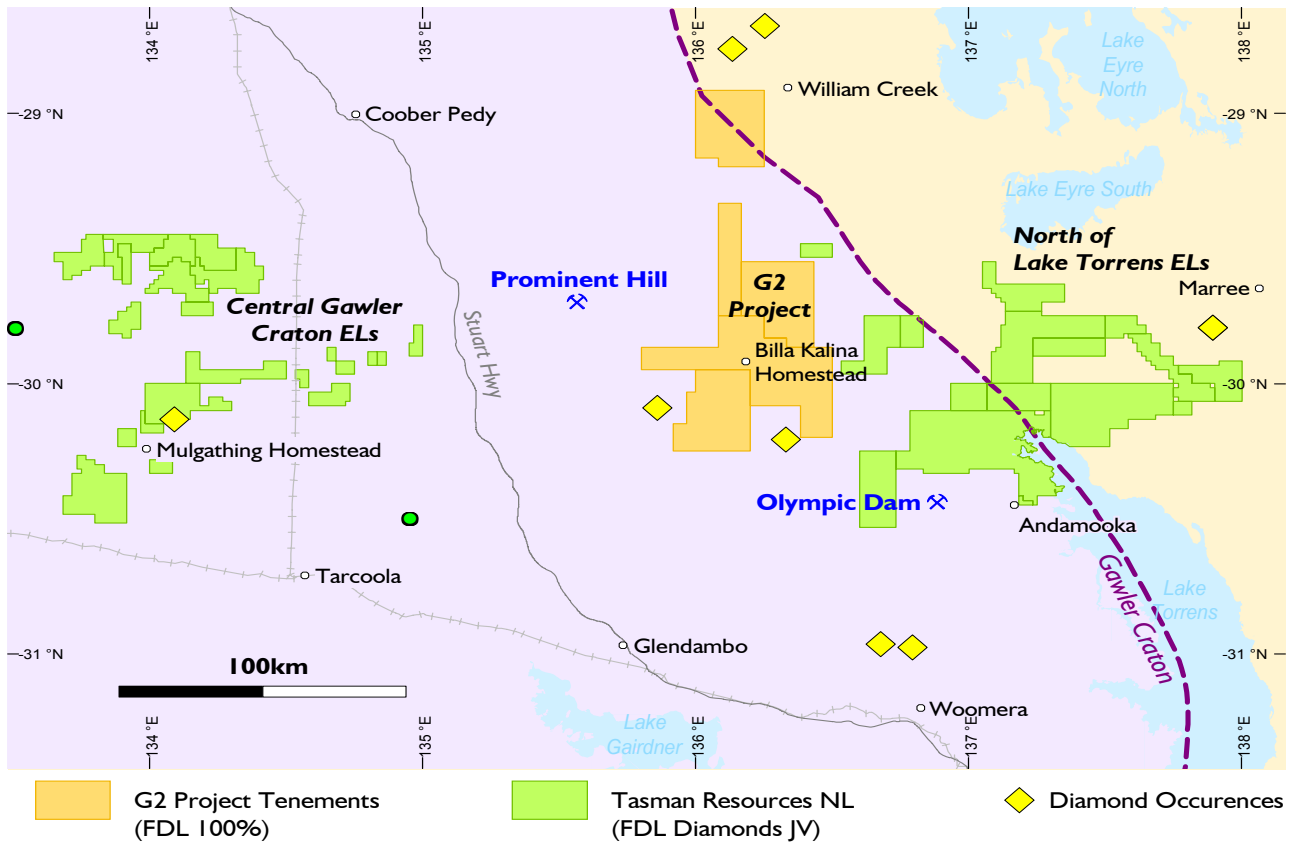 134 °E
135 °E
136 °E
137 °E
138 °E
Lake
Eyre
North
William Creek
-29 °N
Coober Pedy
-29 °N
Lake Eyre South
North of
Lake Torrens ELs
Prominent Hill
G2
Project
Marree
Central Gawler
Craton ELs
Stuart Hwy
Billa Kalina
Homestead
-30 °N
-30 °N
Mulgathing Homestead
Olympic Dam
Andamooka
Tarcoola
Gawler Craton
Lake
Torrens
Glendambo
-31 °N
-31 °N
100km
Woomera
Lake
Gairdner
134 °E
135 °E
136 °E
137 °E
138 °E
G2 Project Tenements
(FDL 100%)
Tasman Resources NL
(FDL Diamonds JV)
Diamond Occurences